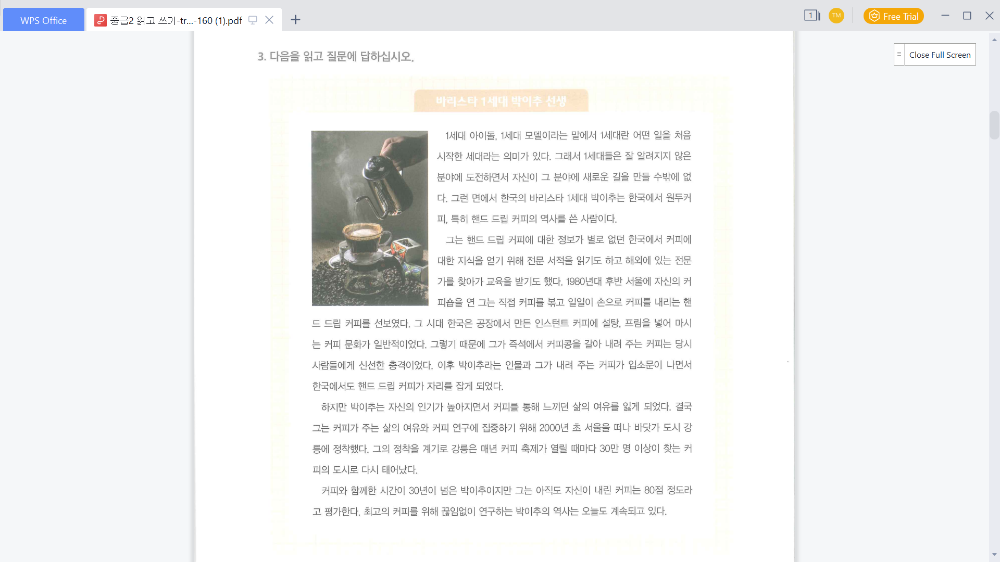 WPS Office
중급2 읽고 쓰기-tr...-160 (1).pdf
1
TM
Free Trial
Close Full Screen
3. 다음을 읽고 질문에 답하십시오.
바리스타 1세대 박이추 선생
1세대 아이돌, 1세대 모델이라는 말에서 1세대란 어떤 일을 처음
시작한 세대라는 의미가 있다. 그래서 1세대들은 잘 알려지지 않은
분야에 도전하면서 자신이 그 분야에 새로운 길을 만들 수밖에 없
다. 그런 면에서 한국의 바리스타 1세대 박이추는 한국에서 원두커
피, 특히 핸드 드립 커피의 역사를 쓴 사람이다.
그는 핸드 드립 커피에 대한 정보가 별로 없던 한국에서 커피에
대한 지식을 얻기 위해 전문 서적을 읽기도 하고 해외에 있는 전문
가를 찾아가 교육을 받기도 했다. 1980년대 후반 서울에 자신의 커
피숍을 연 그는 직접 커피를 볶고 일일이 손으로 커피를 내리는 핸
드 드립 커피를 선보였다. 그 시대 한국은 공장에서 만든 인스턴트 커피에 설탕, 프림을 넣어 마시
는 커피 문화가 일반적이었다. 그렇기 때문에 그가 즉석에서 커피콩을 갈아 내려 주는 커피는 당시
사람들에게 신선한 충격이었다. 이후 박이추라는 인물과 그가 내려 주는 커피가 입소문이 나면서
한국에서도 핸드 드립 커피가 자리를 잡게 되었다.
하지만 박이추는 자신의 인기가 높아지면서 커피를 통해 느끼던 삶의 여유를 잃게 되었다. 결국
그는 커피가 주는 삶의 여유와 커피 연구에 집중하기 위해 2000년 초 서울을 떠나 바닷가 도시 강
릉에 정착했다. 그의 정착을 계기로 강릉은 매년 커피 축제가 열릴 때마다 30만 명 이상이 찾는 커
피의 도시로 다시 태어났다.
커피와 함께한 시간이 30년이 넘은 박이추이지만 그는 아직도 자신이 내린 커피는 80점 정도라
고 평가한다. 최고의 커피를 위해 끊임없이 연구하는 박이추의 역사는 오늘도 계속되고 있다.